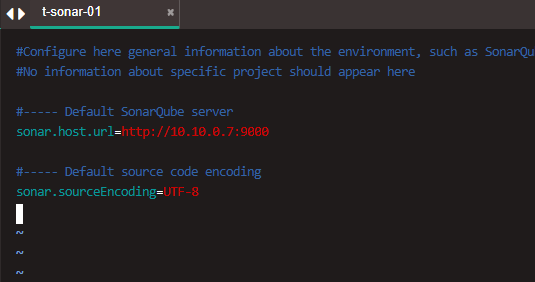 t-sonar-01 ×
#Configure here general information about the environment, such as
#No information about specific project should appear here
#----- Default SonarQube server
sonar.host.url=http://10.10.0.7:9000
#----- Default source code encoding
sonar.sourceEncoding=UTF-8
~
~
~